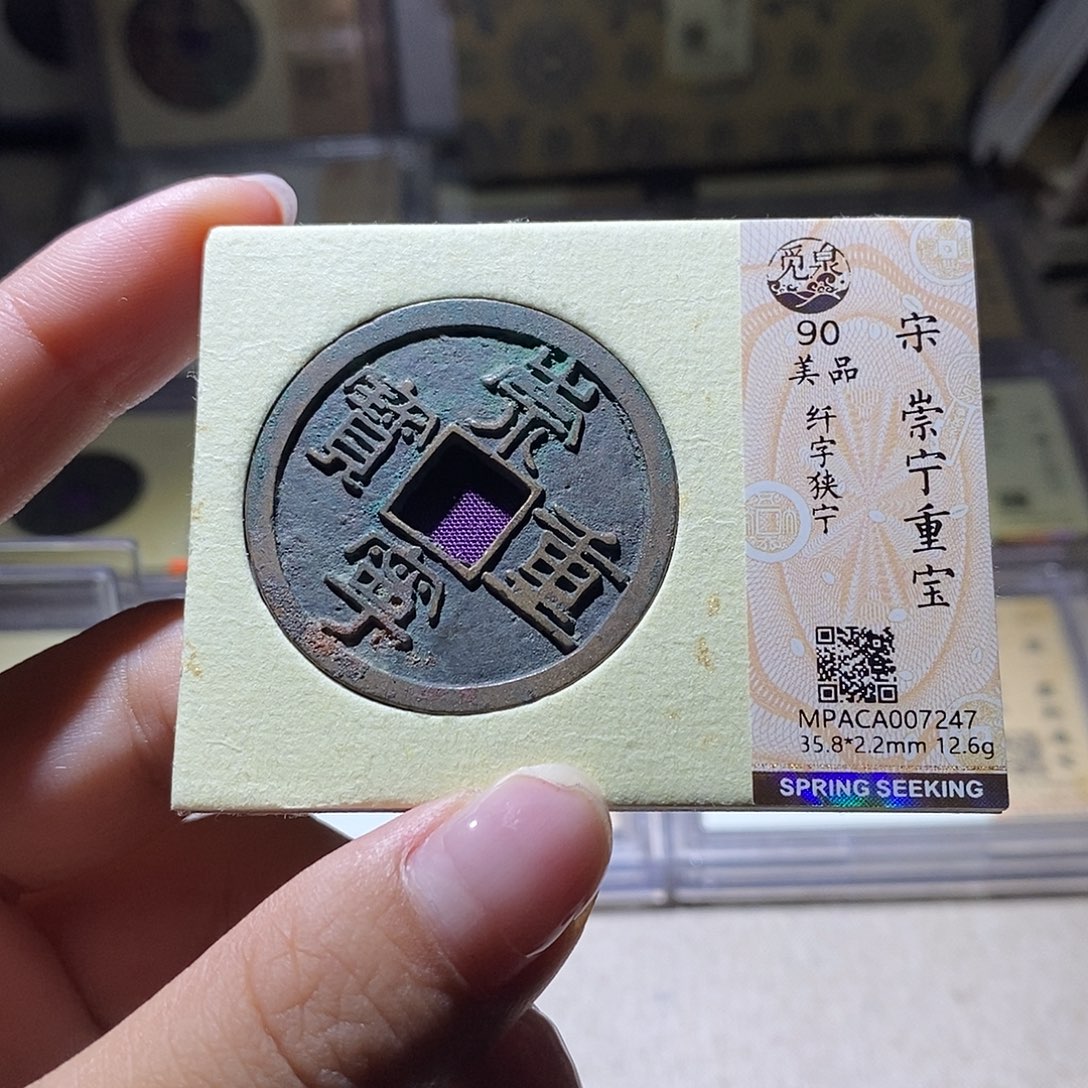 崇
寧
重
寶
觅泉
90
美品
纤字狭宁
宋 崇宁重宝
MPACA007247
35.8*2.2mm 12.6g
SPRING SEEKING